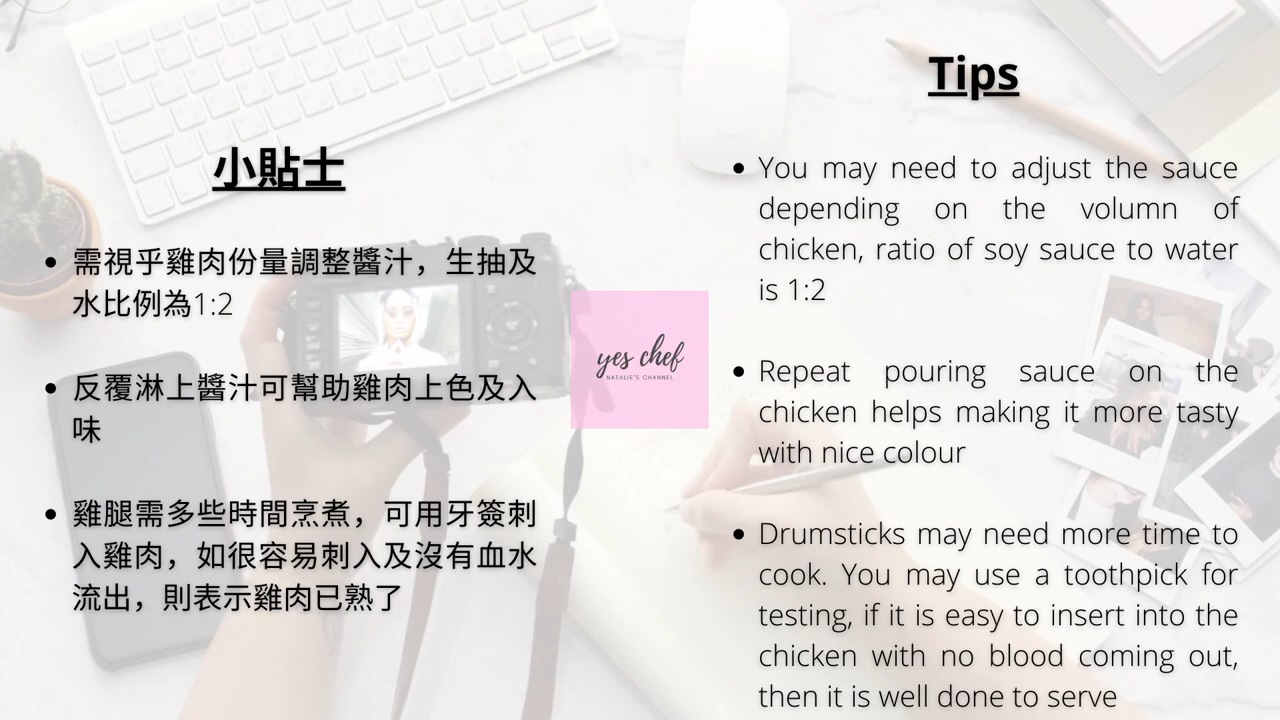 小貼士
需視乎雞肉份量調整醬汁，生抽及
水比例為1:2
反覆淋上醬汁可幫助雞肉上色及入
味
雞腿需多些時間烹煮，可用牙簽刺
入雞肉，如很容易刺入及沒有血水
流出，則表示雞肉已熟了
yes chef
NATALIE'S CHANNEL
Tips
You may need to adjust the sauce
depending on the volumn of
chicken, ratio of soy sauce to water
is 1:2
Repeat pouring sauce on the
chicken helps making it more tasty
with nice colour
Drumsticks may need more time to
cook. You may use a toothpick for
testing, if it is easy to insert into the
chicken with no blood coming out,
then it is well done to serve